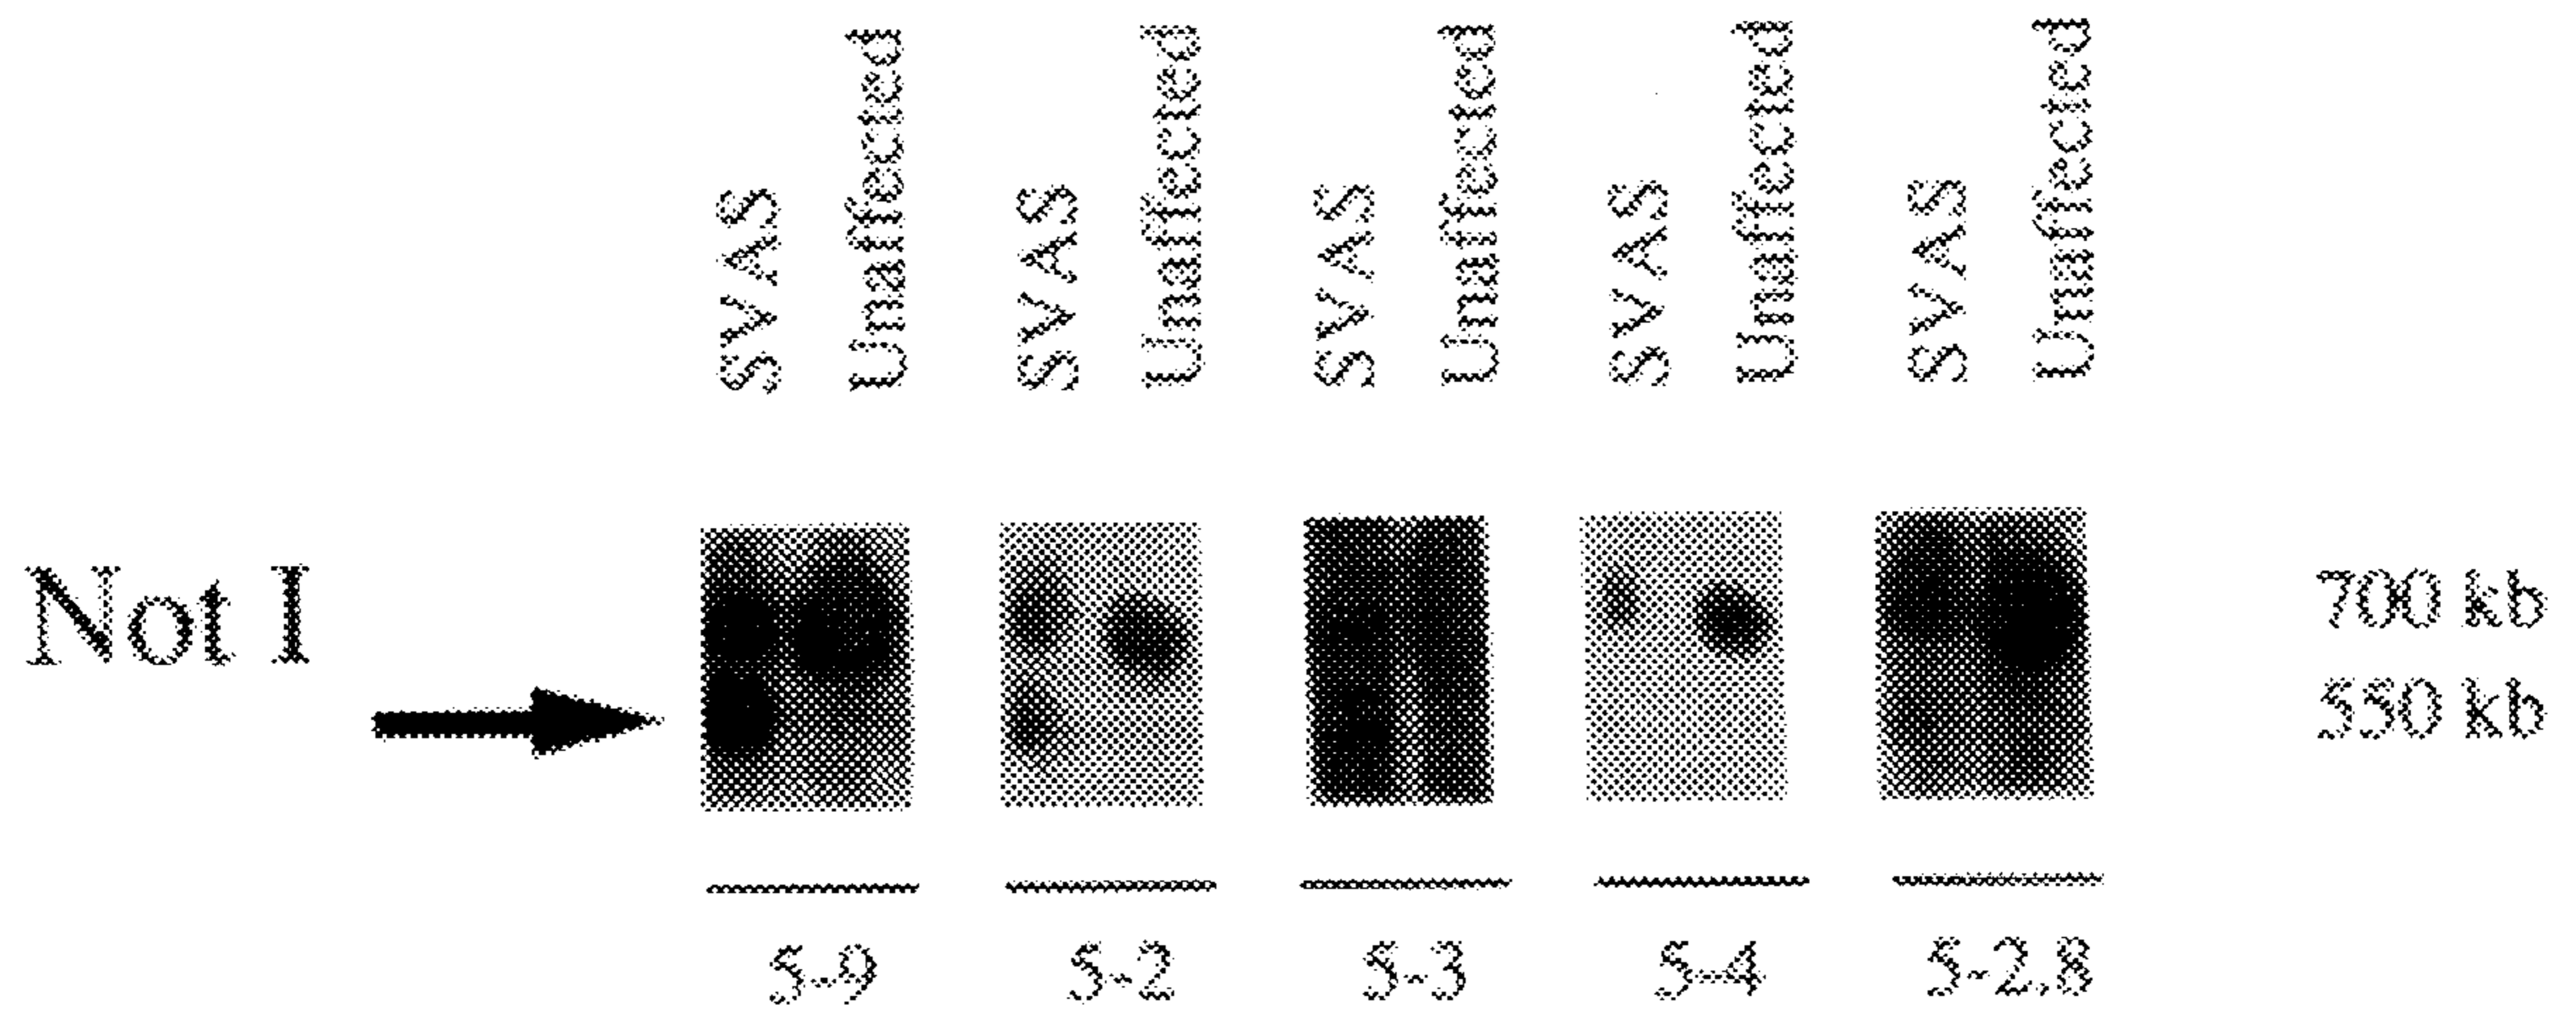 SVAS Unaffected SVAS Unaffected SVAS Unaffected SVAS Unaffected SVAS Unaffected
Not I
700 kb
550 kb
5-9 5-2 5-3 5-4 5-2.8